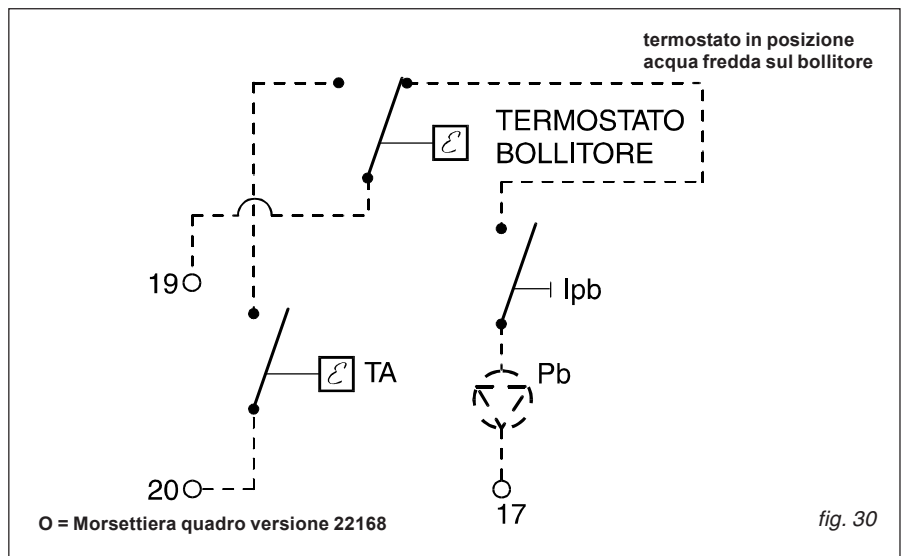 termostato in posizione
acqua fredda sul bollitore
TERMOSTATO
BOLLITORE
ℰ
19
Ipb
ℰ TA
Pb
20
17
O = Morsettiera quadro versione 22168
fig. 30